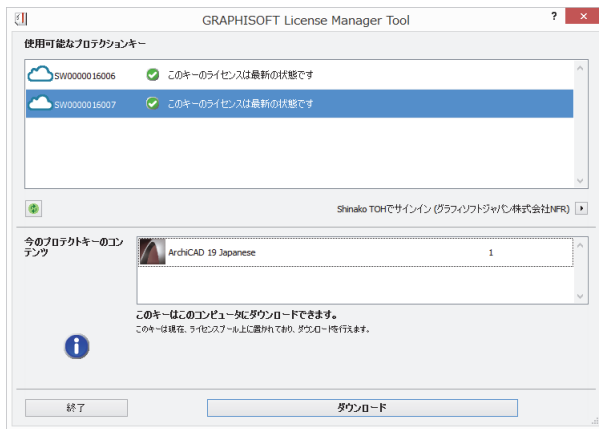 GRAPHISOFT License Manager Tool
使用可能なプロテクションキー
SW0000016006 このキーのライセンスは最新の状態です
SW0000016007 このキーのライセンスは最新の状態です
Shinako TOHでサインイン (グラフィソフトジャパン株式会社NFR)
今のプロテクトキーのコン
テンツ
ArchiCAD 19 Japanese 1
このキーはこのコンピュータにダウンロードできます。
このキーは現在、ライセンスプール上に置かれており、ダウンロードを行えます。
終了 ダウンロード